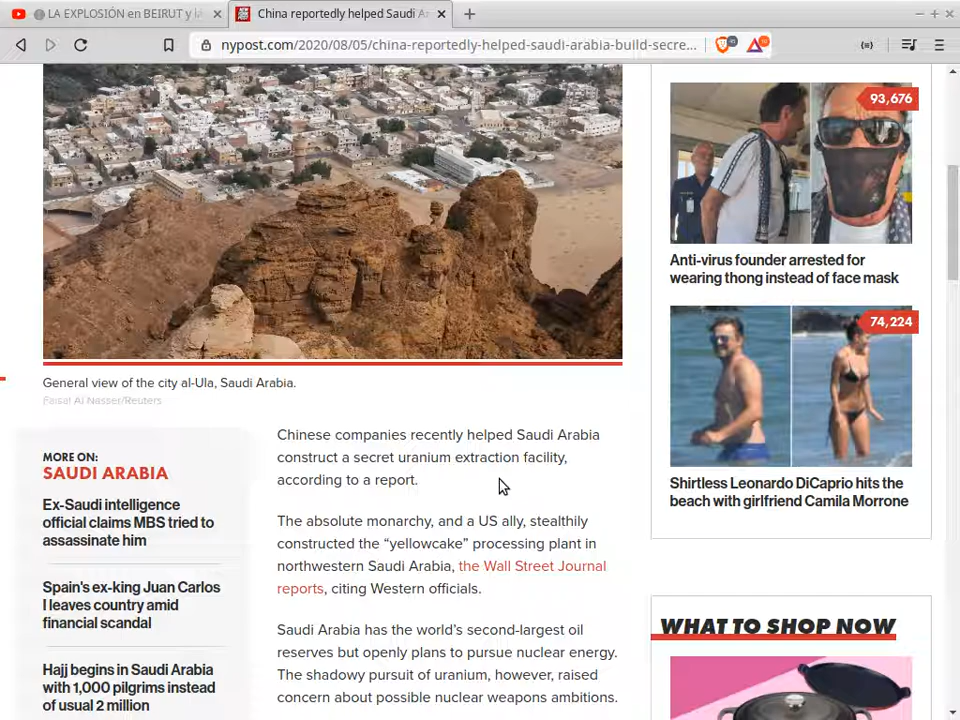 LA EXPLOSIÓN en BEIRUT y l
China reportedly helped Saudi A
nypost.com/2020/08/05/china-reportedly-helped-saudi-arabia-build-secre...
General view of the city al-Ula, Saudi Arabia.
Faisal Al Nasser/Reuters
MORE ON:
SAUDI ARABIA
Ex-Saudi intelligence
official claims MBS tried to
assassinate him
Spain's ex-king Juan Carlos
I leaves country amid
financial scandal
Hajj begins in Saudi Arabia
with 1,000 pilgrims instead
of usual 2 million
Chinese companies recently helped Saudi Arabia
construct a secret uranium extraction facility,
according to a report.
The absolute monarchy, and a US ally, stealthily
constructed the “yellowcake” processing plant in
northwestern Saudi Arabia, the Wall Street Journal
reports, citing Western officials.
Saudi Arabia has the world’s second-largest oil
reserves but openly plans to pursue nuclear energy.
The shadowy pursuit of uranium, however, raised
concern about possible nuclear weapons ambitions.
93,676
Anti-virus founder arrested for
wearing thong instead of face mask
74,224
Shirtless Leonardo DiCaprio hits the
beach with girlfriend Camila Morrone
WHAT TO SHOP NOW